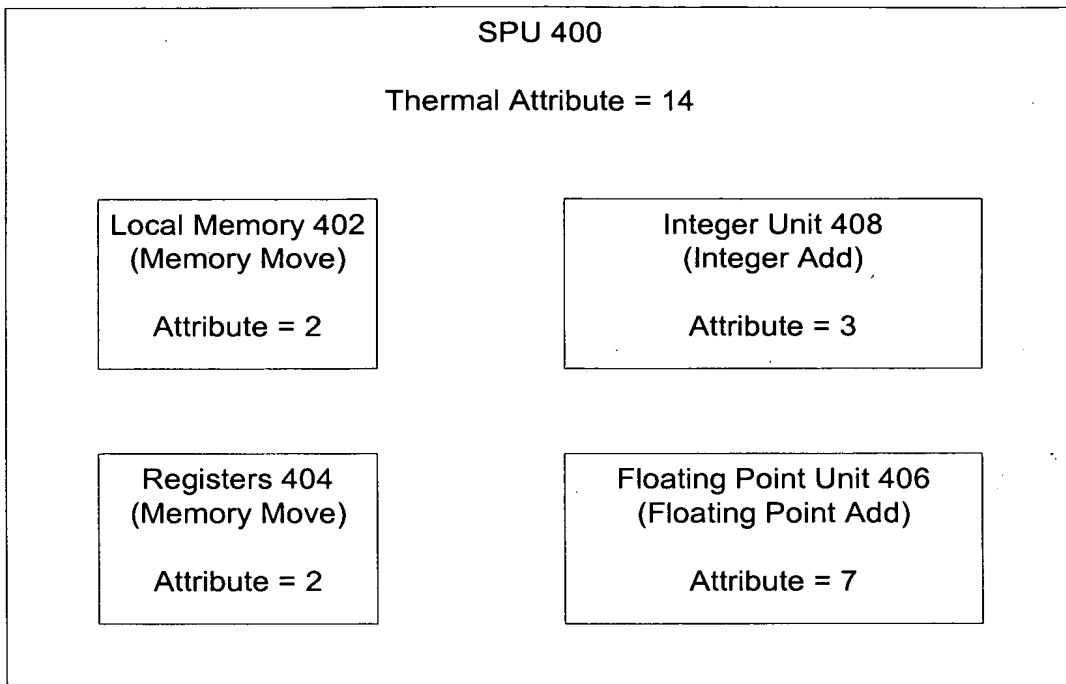 SPU 400
Thermal Attribute = 14
Local Memory 402
(Memory Move)
Attribute = 2
Integer Unit 408
(Integer Add)
Attribute = 3
Registers 404
(Memory Move)
Attribute = 2
Floating Point Unit 406
(Floating Point Add)
Attribute = 7